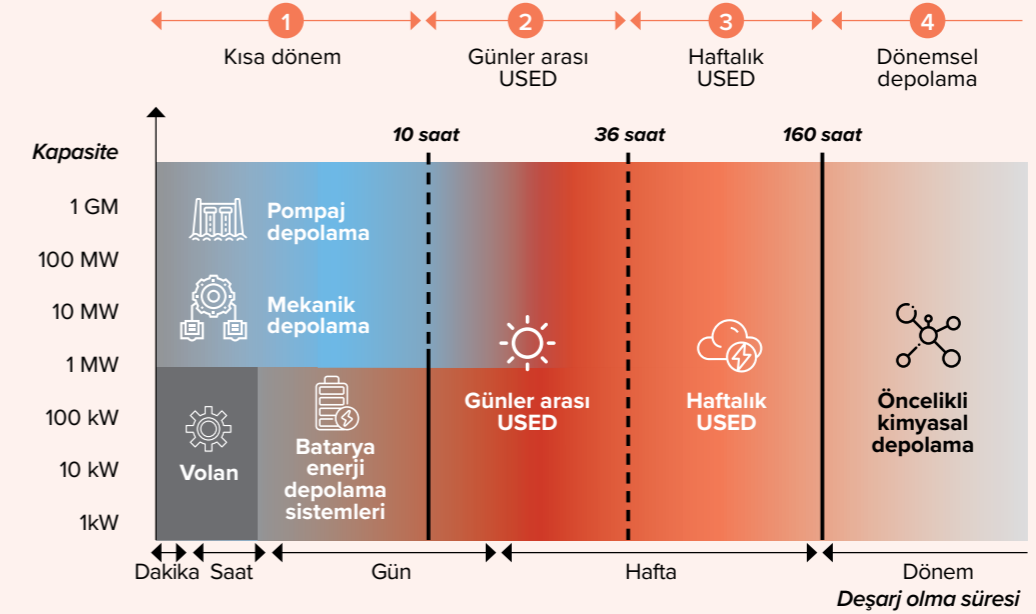 1
2
3
4
Kısa dönem
Günler arası
USED
Haftalık
USED
Dönemsel
depolama
10 saat
36 saat
160 saat
Kapasite
1 GM
100 MW
10 MW
1 MW
100 kW
10 kW
1kW
Pompaj
depolama
Mekanik
depolama
Volan
Batarya
enerji
depolama
sistemleri
Günler arası
USED
Haftalık
USED
Öncelikli
kimyasal
depolama
Dakika
Saat
Gün
Hafta
Dönem
Deşarj olma süresi